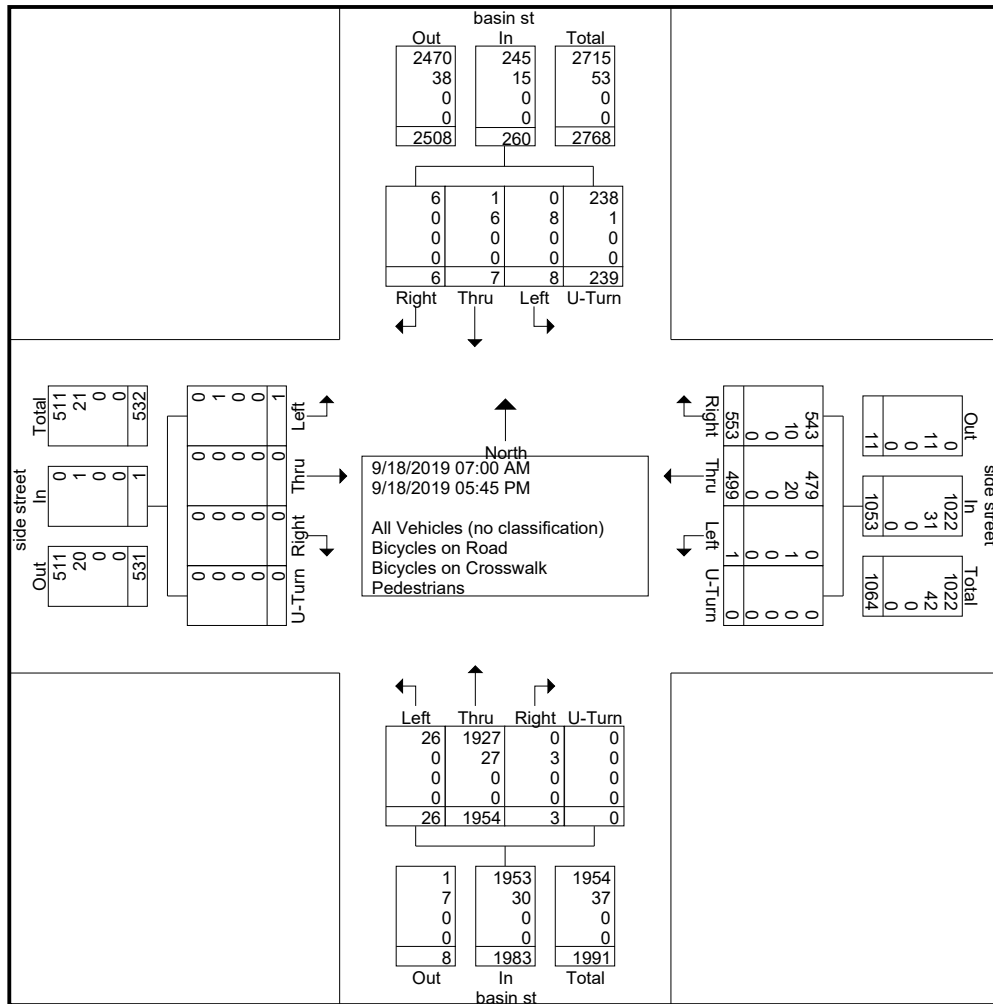 basin st
Out In Total
2470 245 2715
38 15 53
0 0 0
0 0 0
2508 260 2768
6 1 0 238
0 6 8 1
0 0 0 0
0 0 0 0
6 7 8 239
Right Thru Left U-Turn
side street
Total
511
21
0
0
532
In
0
1
0
0
1
Out
511
20
0
0
531
Left
0
1
0
0
1
Thru
0
0
0
0
0
Right
0
0
0
0
0
U-Turn
0
0
0
0
0
North
9/18/2019 07:00 AM
9/18/2019 05:45 PM
All Vehicles (no classification)
Bicycles on Road
Bicycles on Crosswalk
Pedestrians
Right
543
10
0
0
553
Thru
479
20
0
0
499
Left
0
1
0
0
1
U-Turn
0
0
0
0
0
side street
Out
0
11
0
0
11
In
1022
31
0
0
1053
Total
1022
42
0
0
1064
Left Thru Right U-Turn
26 1927 0 0
0 27 3 0
0 0 0 0
0 0 0 0
26 1954 3 0
1 1953 1954
7 30 37
0 0 0
0 0 0
8 1983 1991
Out In Total
basin st